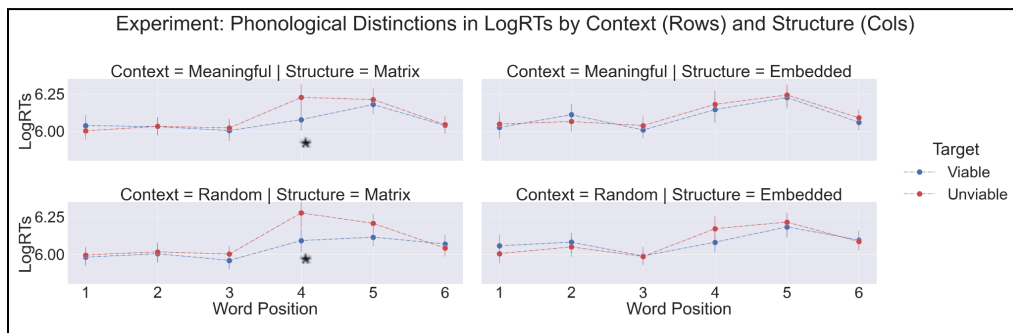 Experiment: Phonological Distinctions in LogRTs by Context (Rows) and Structure (Cols)
Context = Meaningful | Structure = Matrix
Context = Meaningful | Structure = Embedded
LogRTs
6.25
6.00
Target
Viable
Unviable
Context = Random | Structure = Matrix
Context = Random | Structure = Embedded
LogRTs
6.25
6.00
1 2 3 4 5 6
1 2 3 4 5 6
Word Position
Word Position